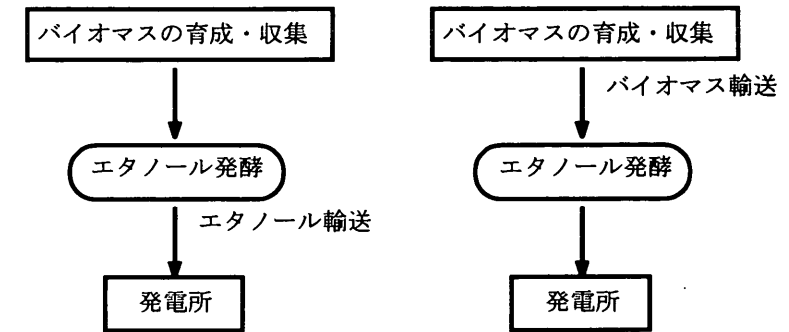 バイオマスの育成・収集
エタノール発酵
エタノール輸送
発電所
バイオマスの育成・収集
バイオマス輸送
エタノール発酵
発電所